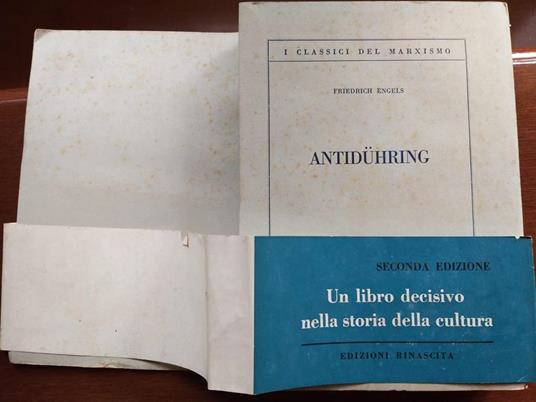 I CLASSICI DEL MARXISMO
FRIEDRICH ENGELS
ANTIDÜHRING
SECONDA EDIZIONE
Un libro decisivo
nella storia della cultura
EDIZIONI RINASCITA